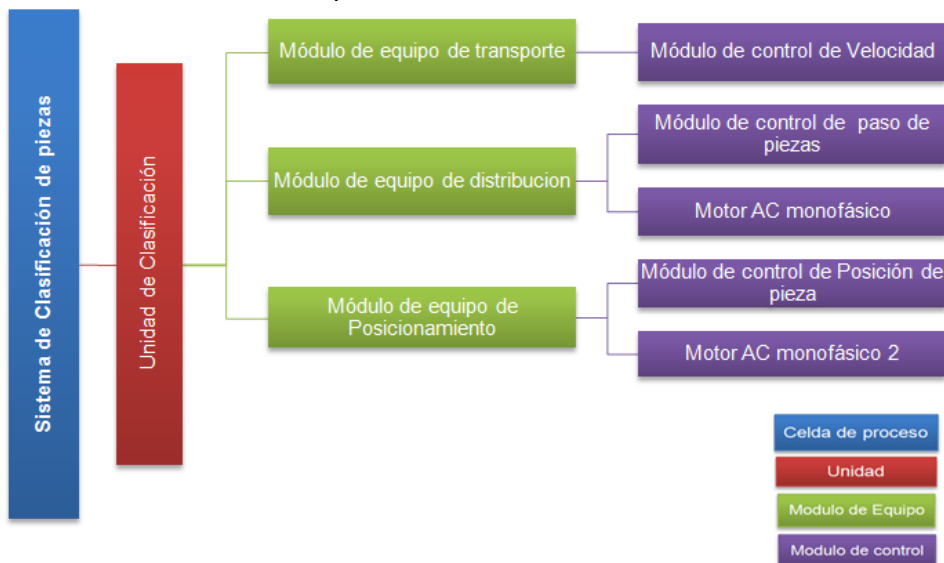 Sistema de Clasificación de piezas
Unidad de Clasificación
Módulo de equipo de transporte
Módulo de control de Velocidad
Módulo de equipo de distribucion
Módulo de control de paso de
piezas
Motor AC monofásico
Módulo de equipo de
Posicionamiento
Módulo de control de Posición de
pieza
Motor AC monofásico 2
Celda de proceso
Unidad
Modulo de Equipo
Modulo de control